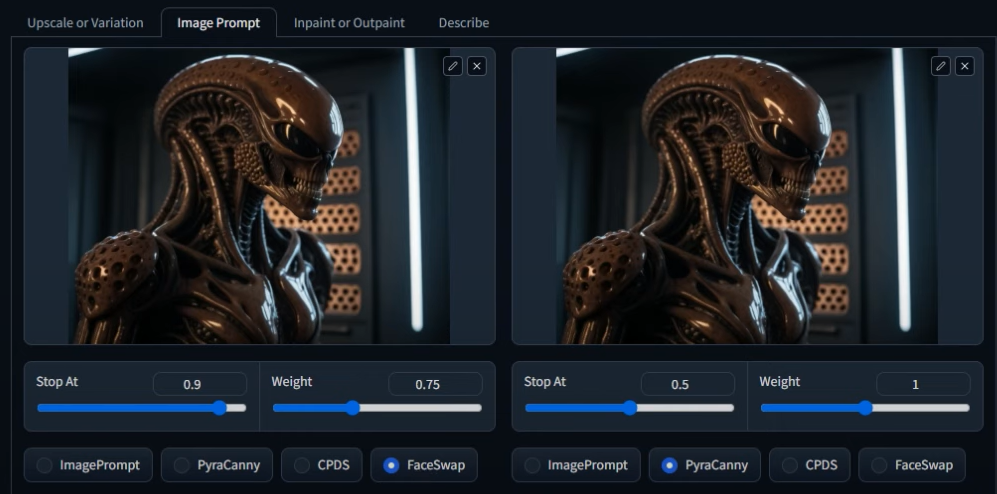 Upscale or Variation Image Prompt Inpaint or Outpaint Describe
Stop At 0.9 Weight 0.75 Stop At 0.5 Weight 1
ImagePrompt PyraCanny CPDS FaceSwap ImagePrompt PyraCanny CPDS FaceSwap